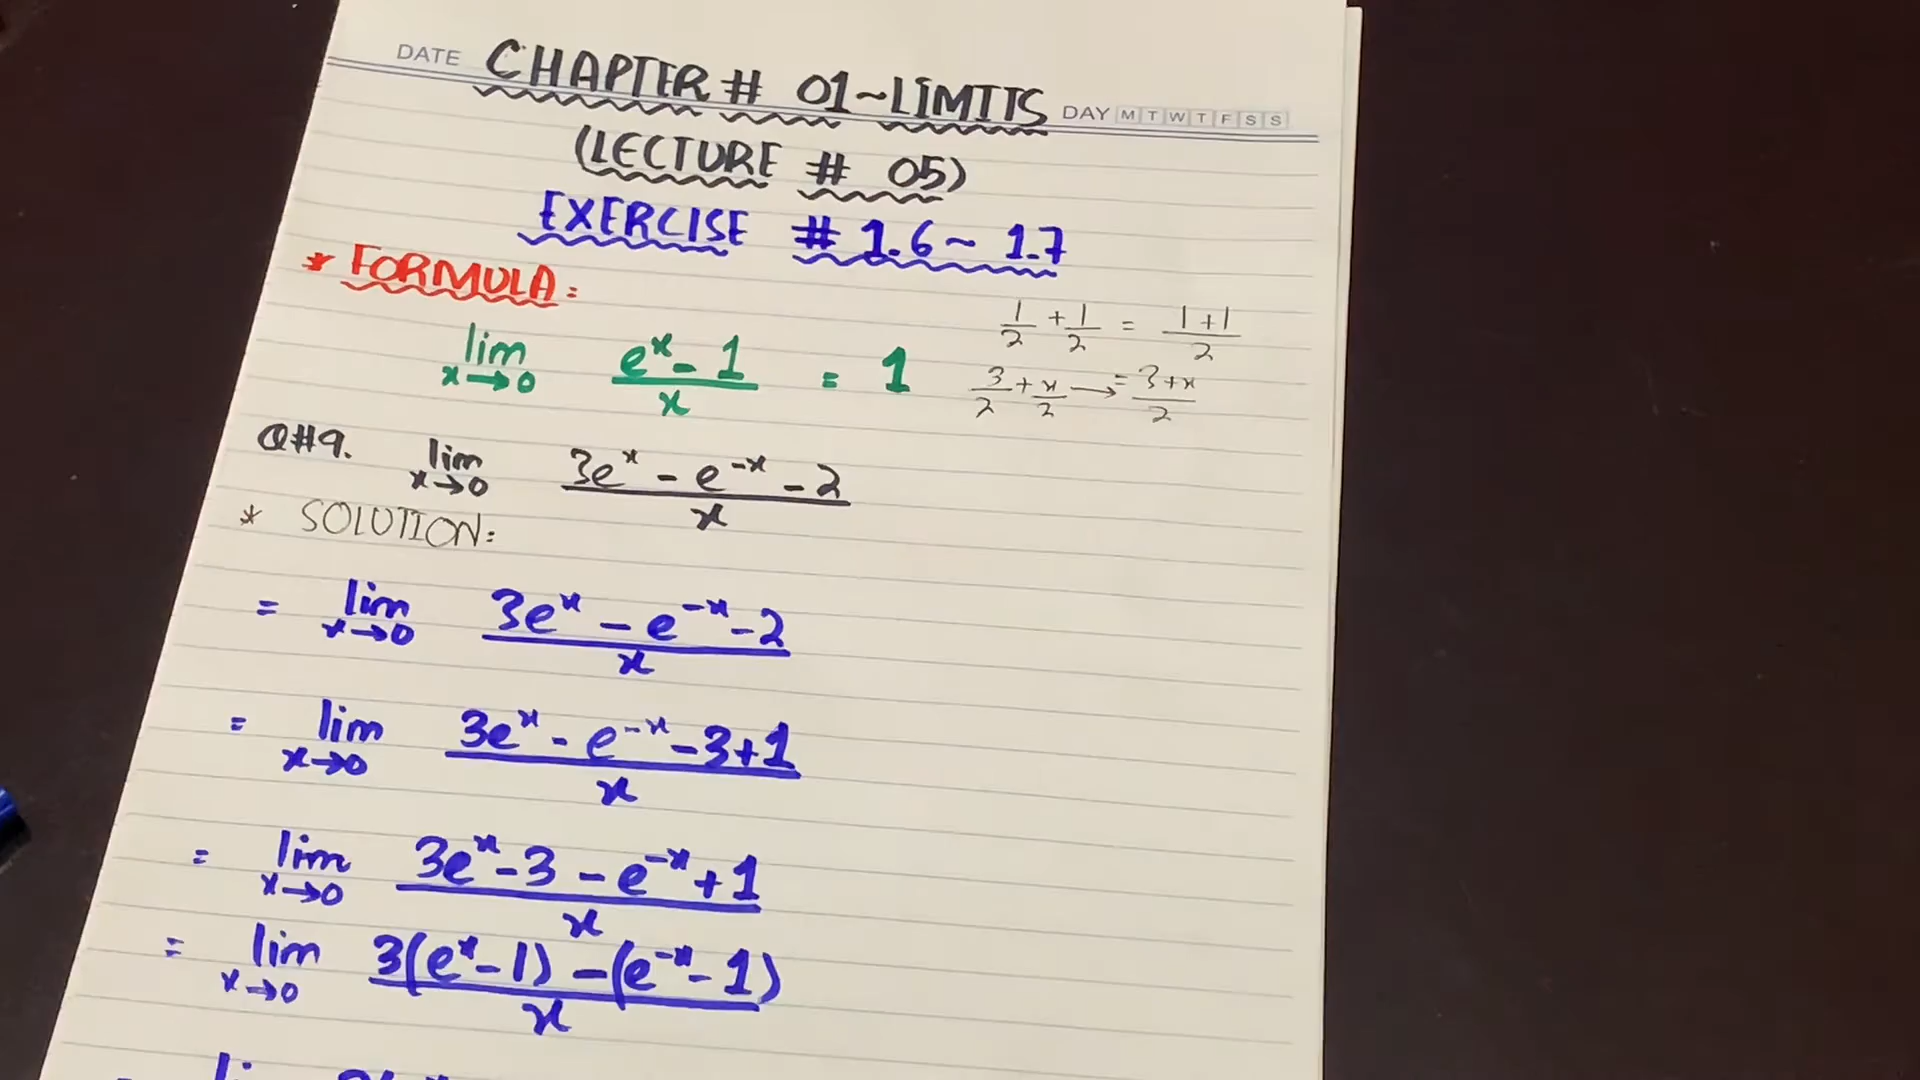 DATE CHAPTER # 01~LIMITS DAY M T W T F S S
(LECTURE # 05)
EXERCISE # 1.6~ 1.7
* FORMULA:
lim x→0 (e^x - 1)/x = 1
1/2 + 1/2 = (1+1)/2
3/2 + x/2 → = (3+x)/2
Q#9. lim x→0 (3e^x - e^-x - 2)/x
* SOLUTION:
= lim x→0 (3e^x - e^-x - 2)/x
= lim x→0 (3e^x - e^-x - 3+1)/x
= lim x→0 (3e^x - 3 - e^-x + 1)/x
= lim x→0 (3(e^x - 1) - (e^-x - 1))/x